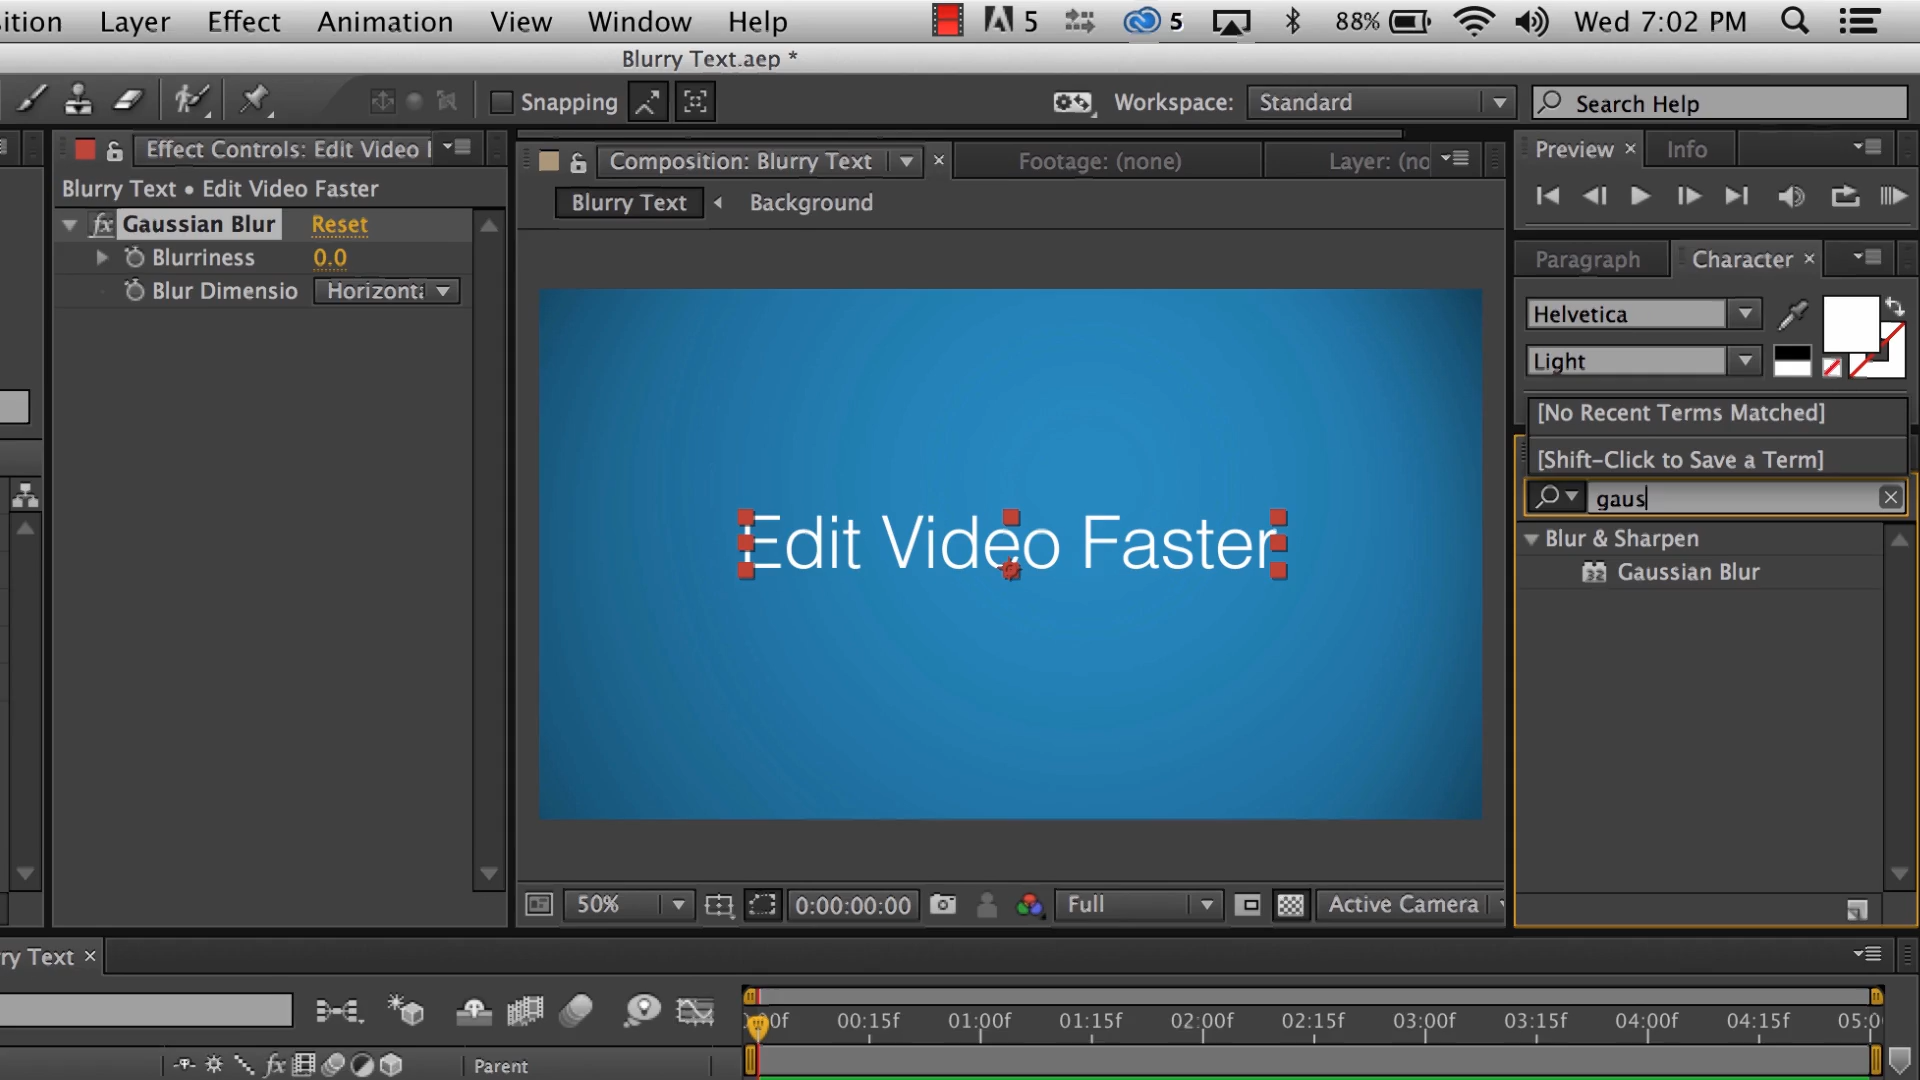 ition Layer Effect Animation View Window Help 5 5 88% Wed 7:02 PM
Blurry Text.aep *
Snapping Workspace: Standard Search Help
Effect Controls: Edit Video Composition: Blurry Text × Footage: (none) Layer: (no Preview × Info
Blurry Text • Edit Video Faster
Blurry Text Background
fx Gaussian Blur Reset
Blurriness 0.0
Blur Dimensio Horizonta
Paragraph Character ×
Helvetica
Light
[No Recent Terms Matched]
[Shift-Click to Save a Term]
gaus
Blur & Sharpen
32 Gaussian Blur
Edit Video Faster
50% 0:00:00:00 Full Active Camera
ry Text ×
00f 00:15f 01:00f 01:15f 02:00f 02:15f 03:00f 03:15f 04:00f 04:15f 05:0
fx Parent